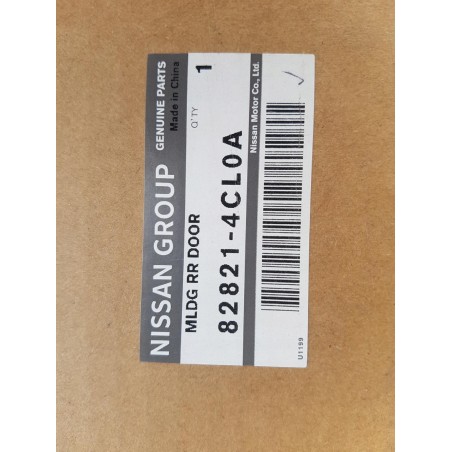 NISSAN GROUP GENUINE PARTS
Made in China
MLDG RR DOOR Q'TY 1
82821-4CL0A
Nissan Motor Co., Ltd.
U1199